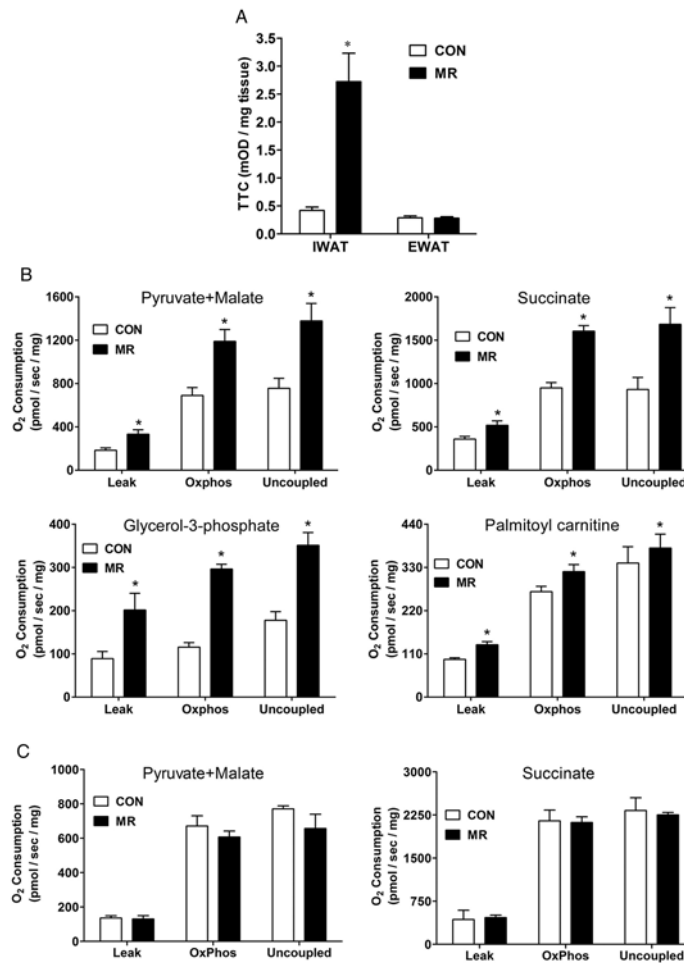 A
3.5
3.0
2.5
2.0
1.5
1.0
0.5
0.0
TTC (mOD / mg tissue)
*
CON
MR
IWAT
EWAT
B
Pyruvate+Malate
1600
1200
800
400
0
O₂ Consumption
(pmol / sec / mg)
CON
MR
*
*
*
Leak
Oxphos
Uncoupled
Succinate
2000
1500
1000
500
0
O₂ Consumption
(pmol / sec / mg)
CON
MR
*
*
*
Leak
Oxphos
Uncoupled
Glycerol-3-phosphate
400
300
200
100
0
O₂ Consumption
(pmol / sec / mg)
CON
MR
*
*
*
Leak
Oxphos
Uncoupled
Palmitoyl carnitine
440
330
220
110
0
O₂ Consumption
(pmol / sec / mg)
CON
MR
*
*
*
Leak
Oxphos
Uncoupled
C
Pyruvate+Malate
1000
800
600
400
200
0
O₂ Consumption
(pmol / sec / mg)
CON
MR
Leak
OxPhos
Uncoupled
Succinate
3000
2250
1500
750
0
O₂ Consumption
(pmol / sec / mg)
CON
MR
Leak
OxPhos
Uncoupled